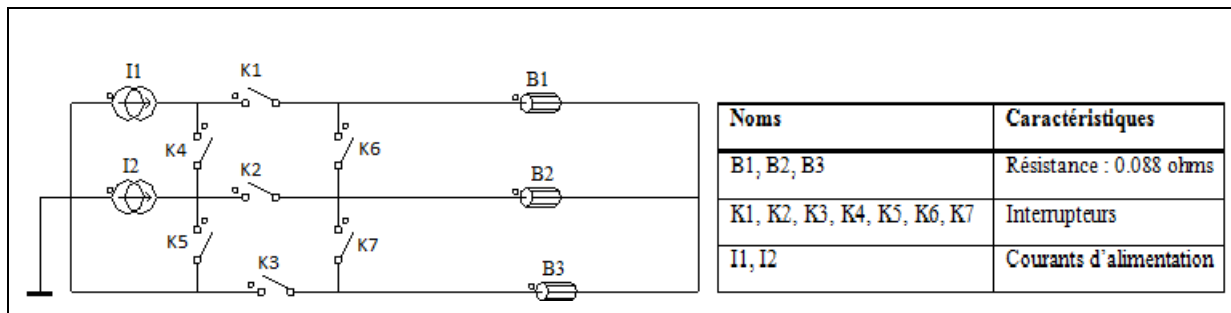 I1
K1
B1
K4
K6
I2
K2
B2
K5
K7
K3
B3
Noms Caractéristiques
B1, B2, B3 Résistance : 0.088 ohms
K1, K2, K3, K4, K5, K6, K7 Interrupteurs
I1, I2 Courants d’alimentation